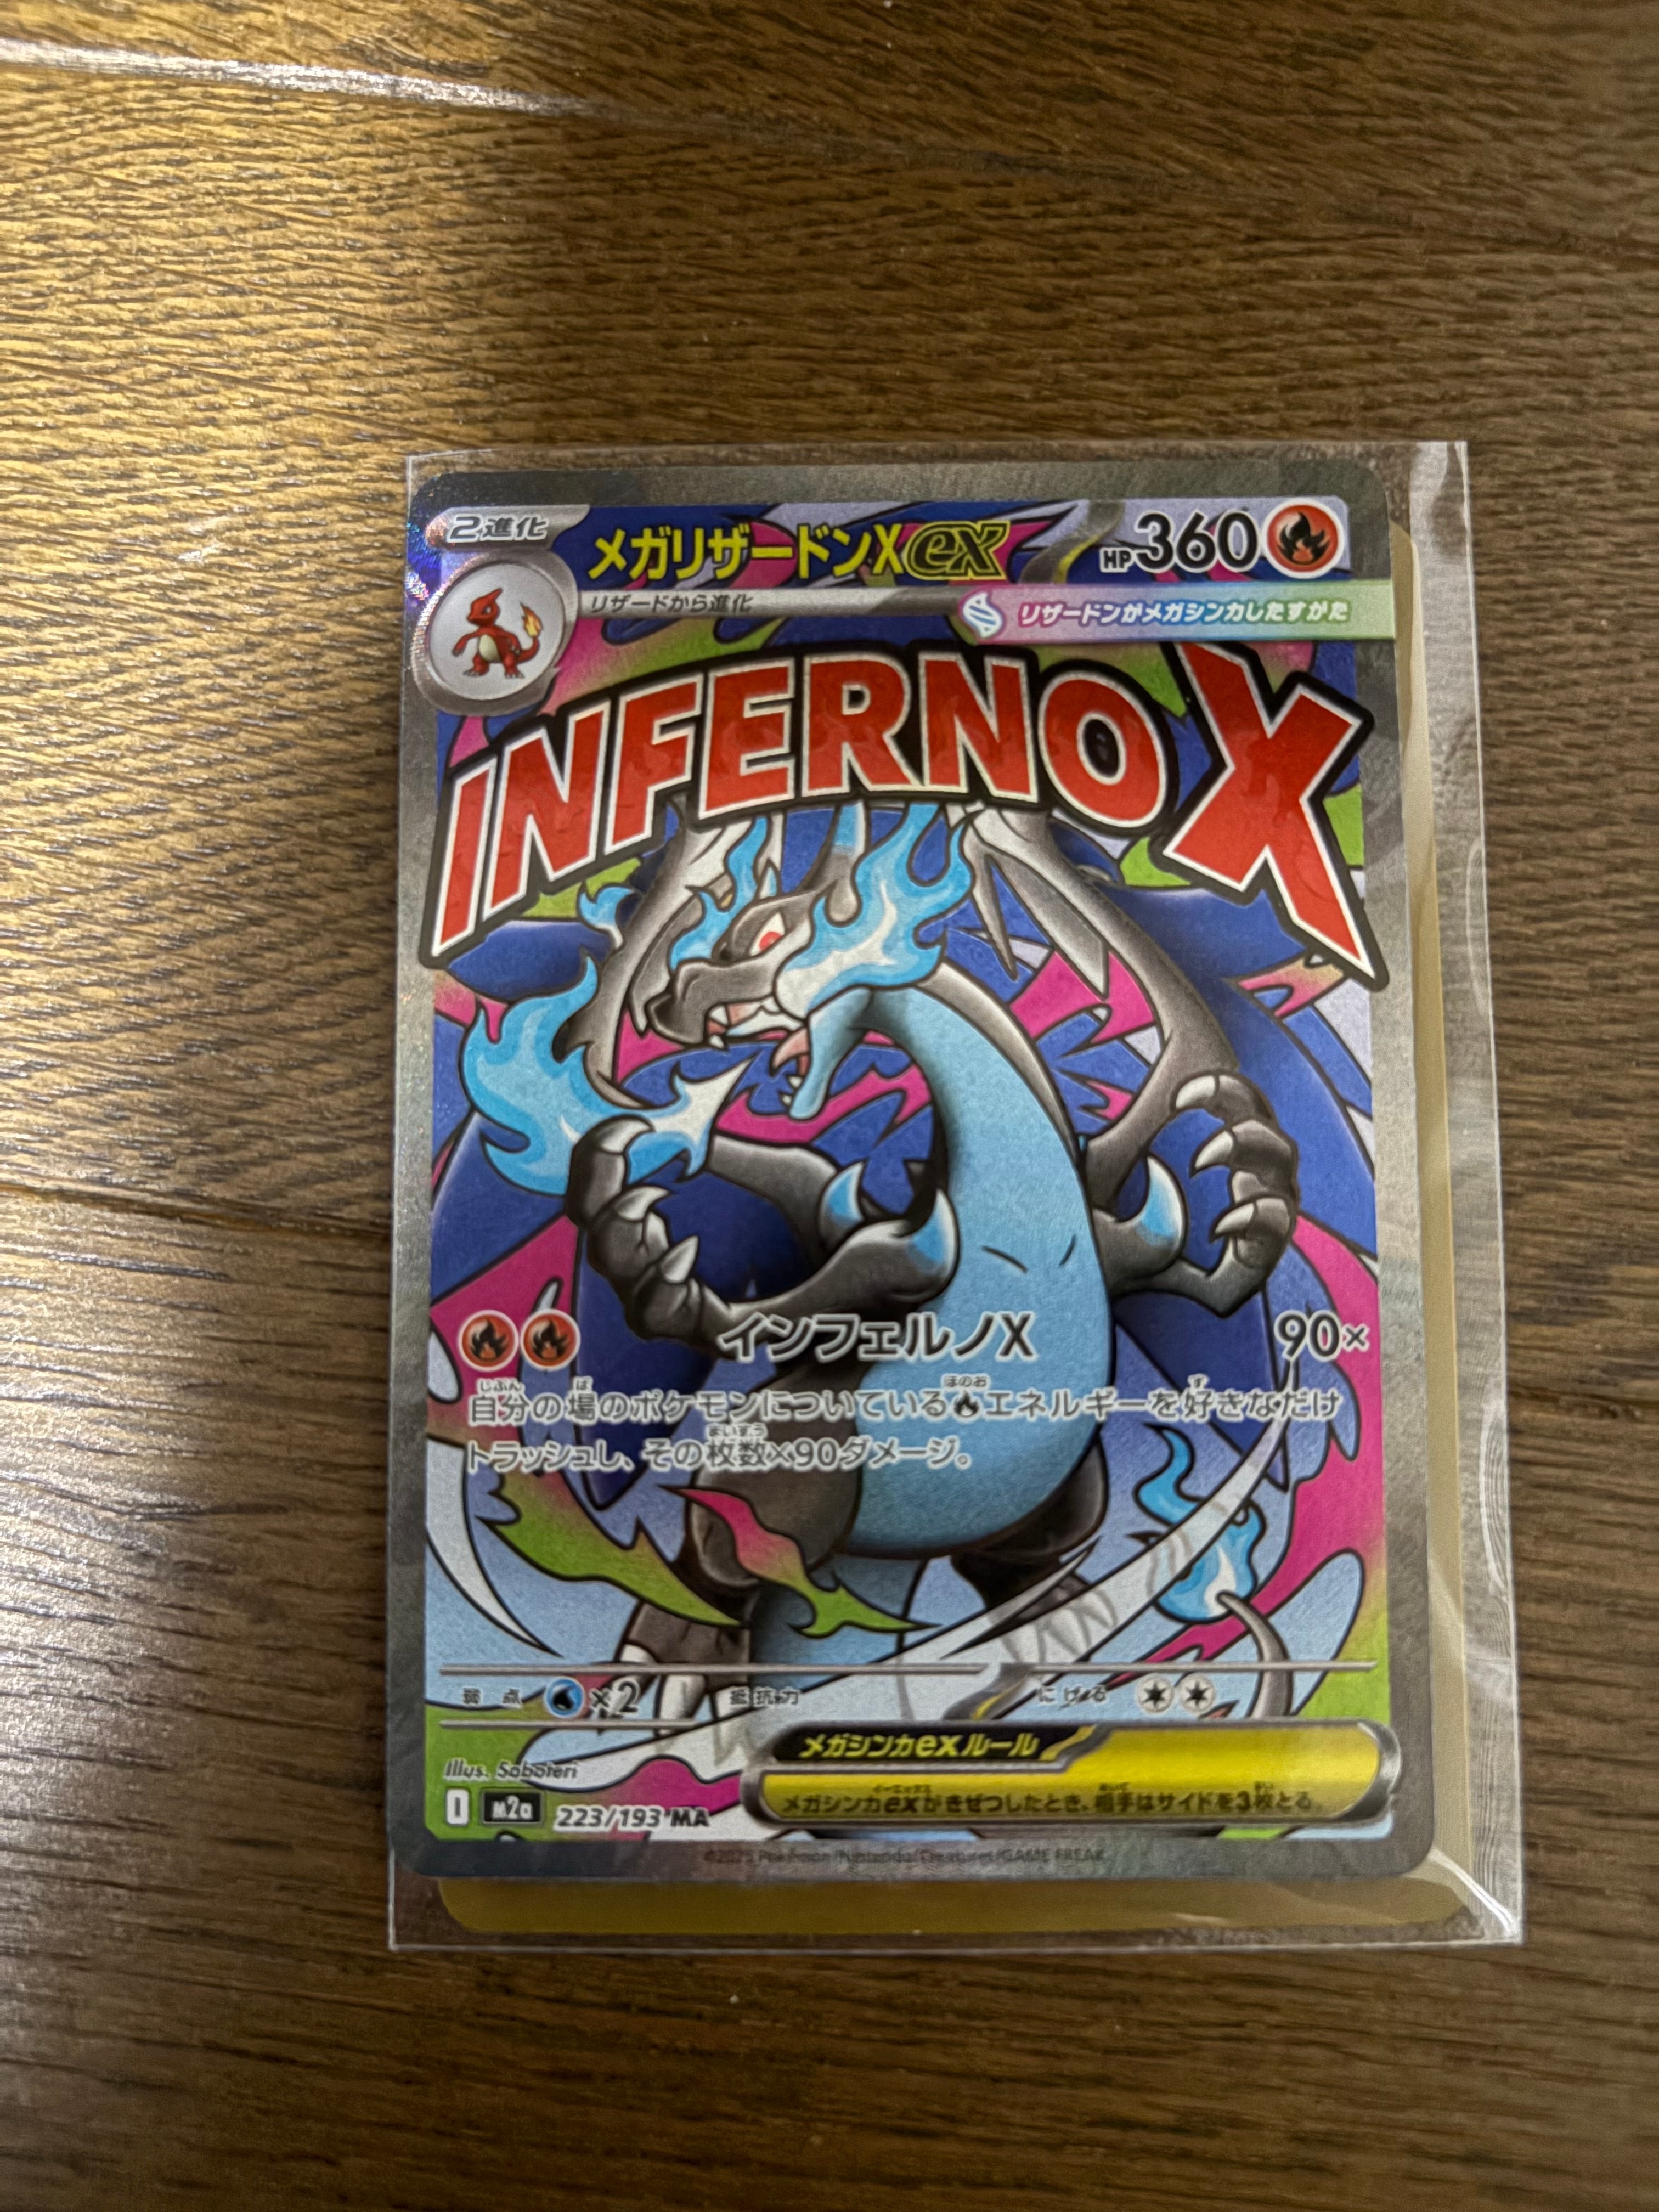 2進化
メガリザードンXex
HP360
リザードから進化
リザードンがメガシンカしたすがた
INFERNO X
インフェルノX
90×
自分の場のポケモンについているエネルギーを好きなだけ
トラッシュし、その枚数×90ダメージ。
弱点 ×2 抵抗力 にげる
メガシンカexルール
メガシンカexがきぜつしたとき、相手はサイドを3枚とる。
Illus. Saboteri
I M2a 223/193 MA
©2025 Pokémon/Nintendo/Creatures/GAME FREAK